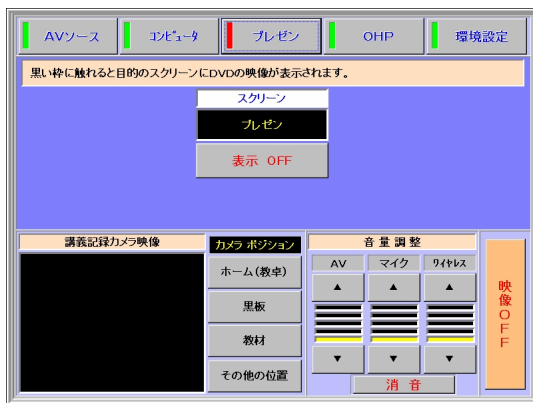 AVソース
コンピュータ
プレゼン
OHP
環境設定
黒い枠に触れると目的のスクリーンにDVDの映像が表示されます。
スクリーン
プレゼン
表示 OFF
講義記録カメラ映像
カメラ ポジション
ホーム(教卓)
黒板
教材
その他の位置
音量調整
AV
マイク
ワイヤレス
消音
映像OFF